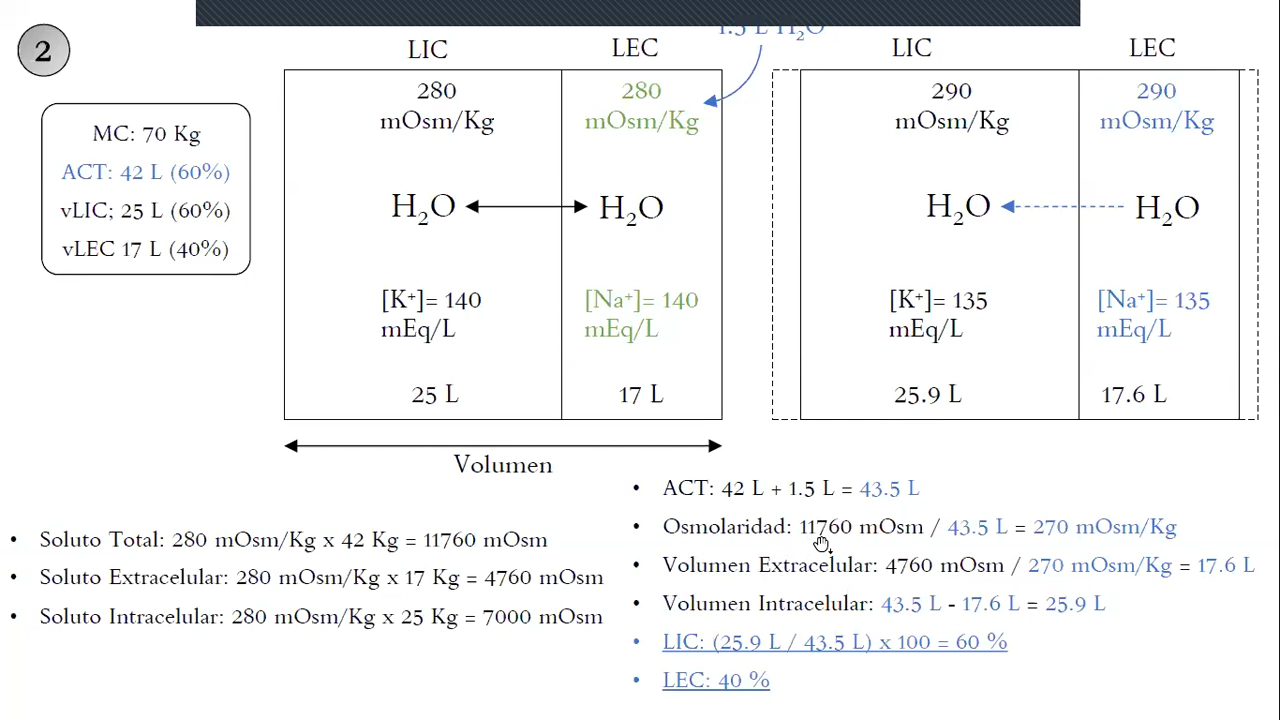 2
MC: 70 Kg
ACT: 42 L (60%)
vLIC; 25 L (60%)
vLEC 17 L (40%)
LIC
LEC
280
mOsm/Kg
280
mOsm/Kg
H₂O
H₂O
[K⁺]= 140
mEq/L
[Na⁺]= 140
mEq/L
25 L
17 L
Volumen
1.5 L H₂O
LIC
LEC
290
mOsm/Kg
290
mOsm/Kg
H₂O
H₂O
[K⁺]= 135
mEq/L
[Na⁺]= 135
mEq/L
25.9 L
17.6 L
• Soluto Total: 280 mOsm/Kg x 42 Kg = 11760 mOsm
• Soluto Extracelular: 280 mOsm/Kg x 17 Kg = 4760 mOsm
• Soluto Intracelular: 280 mOsm/Kg x 25 Kg = 7000 mOsm
• ACT: 42 L + 1.5 L = 43.5 L
• Osmolaridad: 11760 mOsm / 43.5 L = 270 mOsm/Kg
• Volumen Extracelular: 4760 mOsm / 270 mOsm/Kg = 17.6 L
• Volumen Intracelular: 43.5 L - 17.6 L = 25.9 L
• LIC: (25.9 L / 43.5 L) x 100 = 60 %
• LEC: 40 %